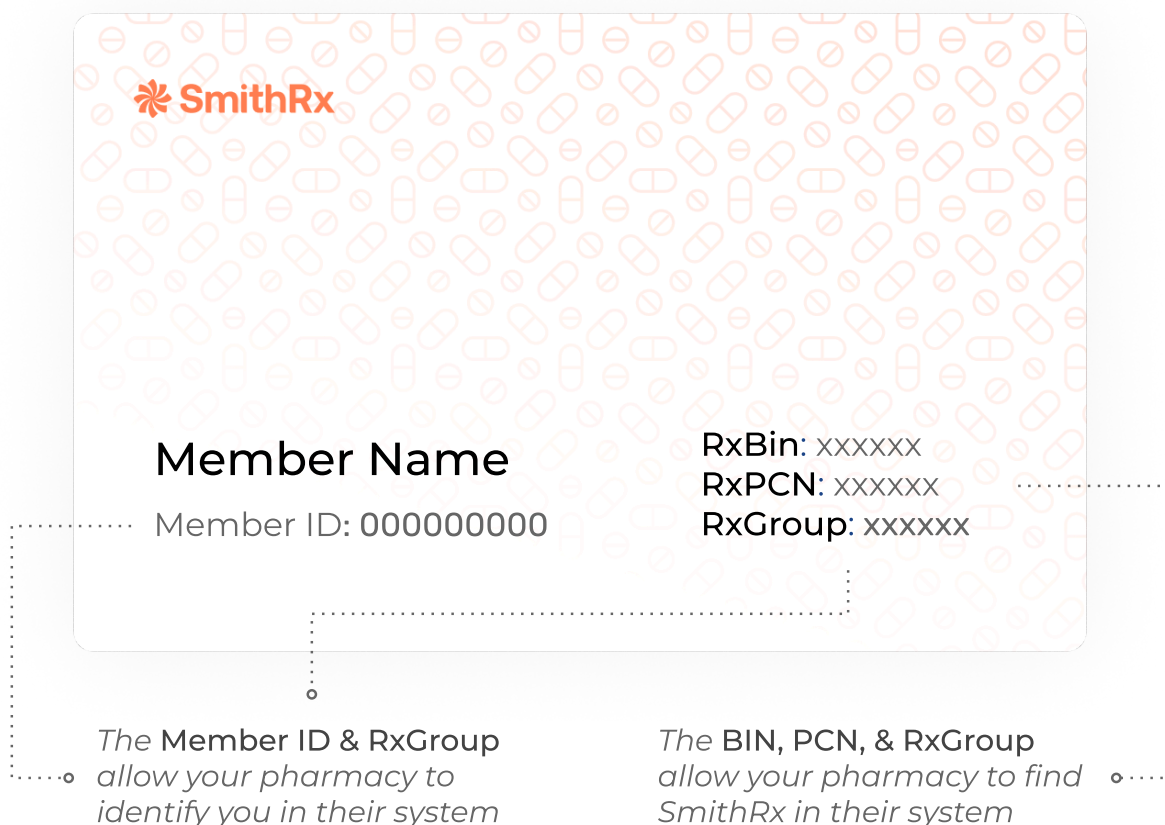 SmithRx
Member Name
Member ID: 000000000
RxBin: xxxxxx
RxPCN: xxxxxx
RxGroup: xxxxxx
The Member ID & RxGroup
allow your pharmacy to
identify you in their system
The BIN, PCN, & RxGroup
allow your pharmacy to find
SmithRx in their system